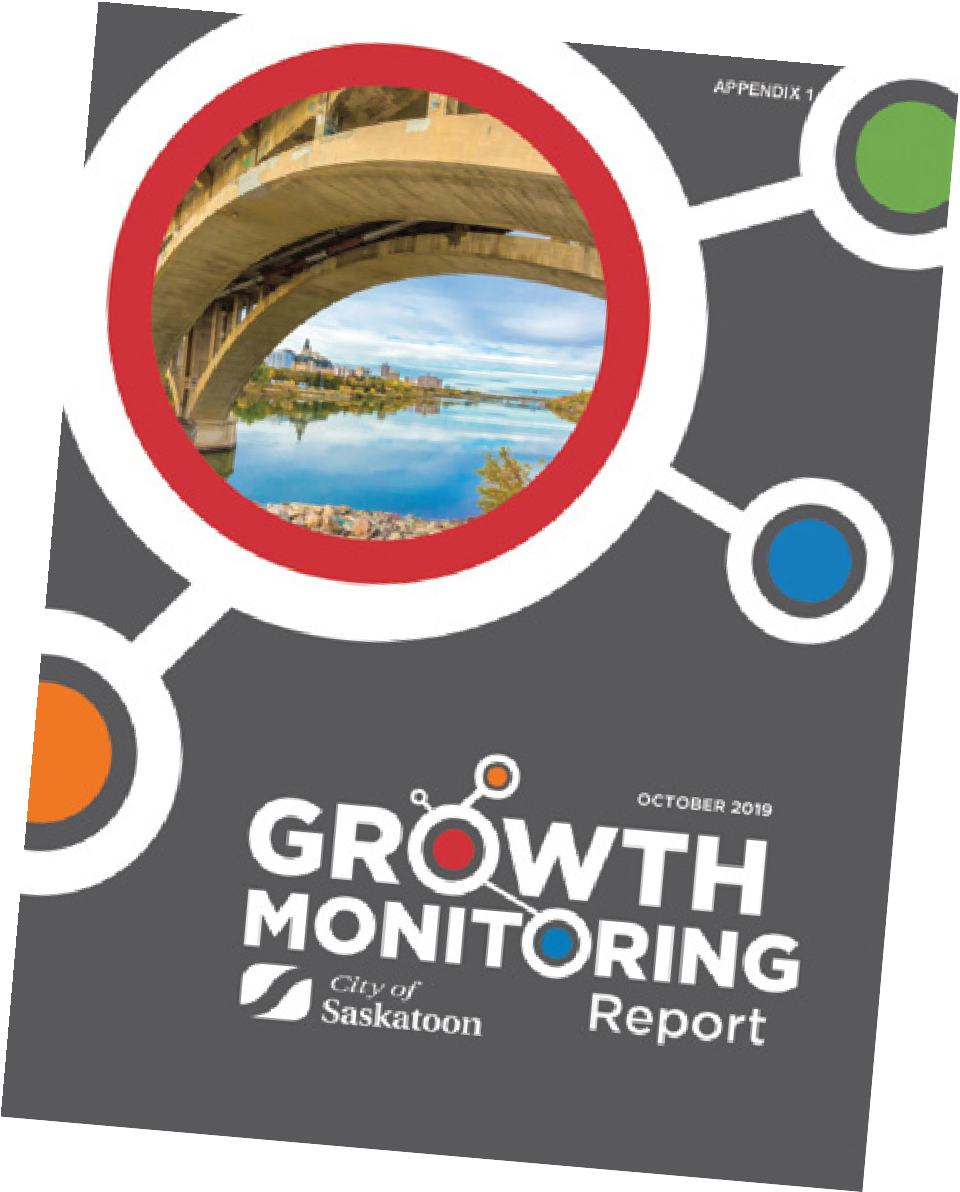 APPENDIX 1
OCTOBER 2019
GROWTH
MONITORING
Report
City of
Saskatoon